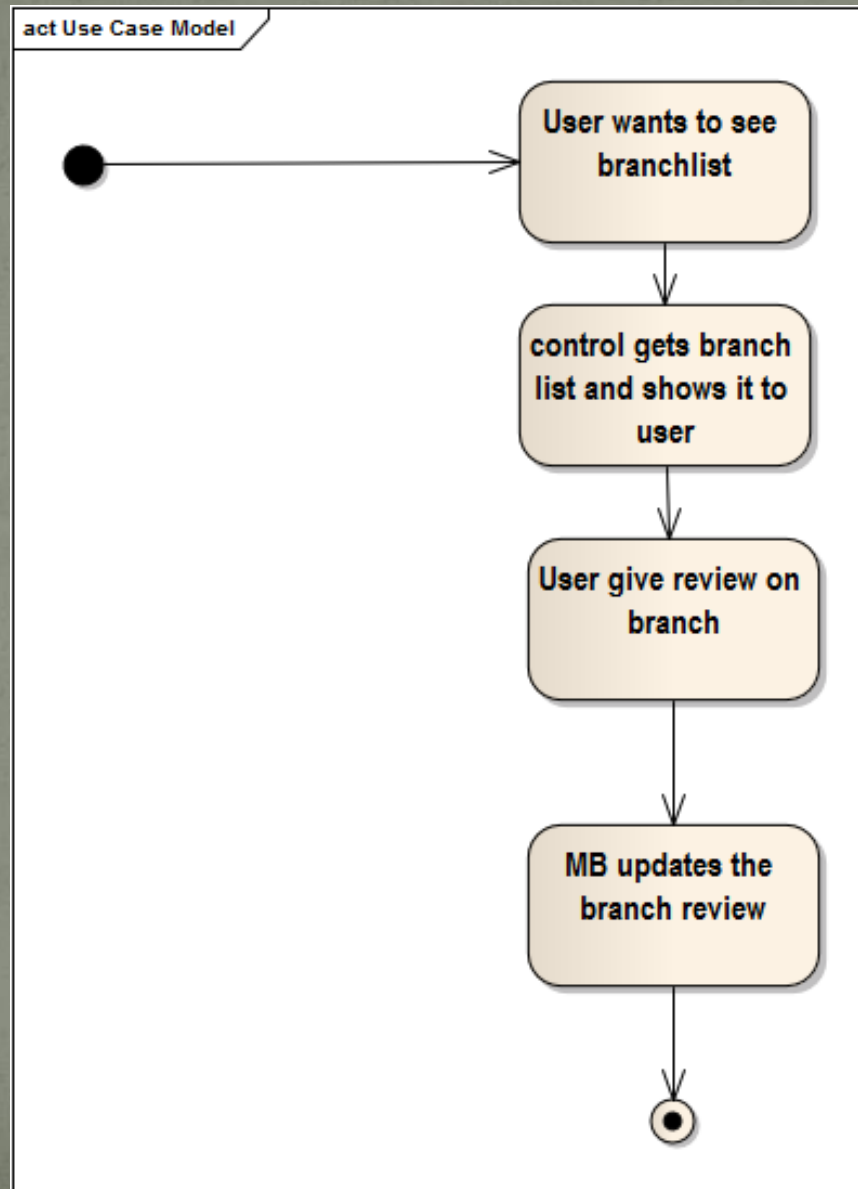 act Use Case Model
User wants to see
branchlist
control gets branch
list and shows it to
user
User give review on
branch
MB updates the
branch review